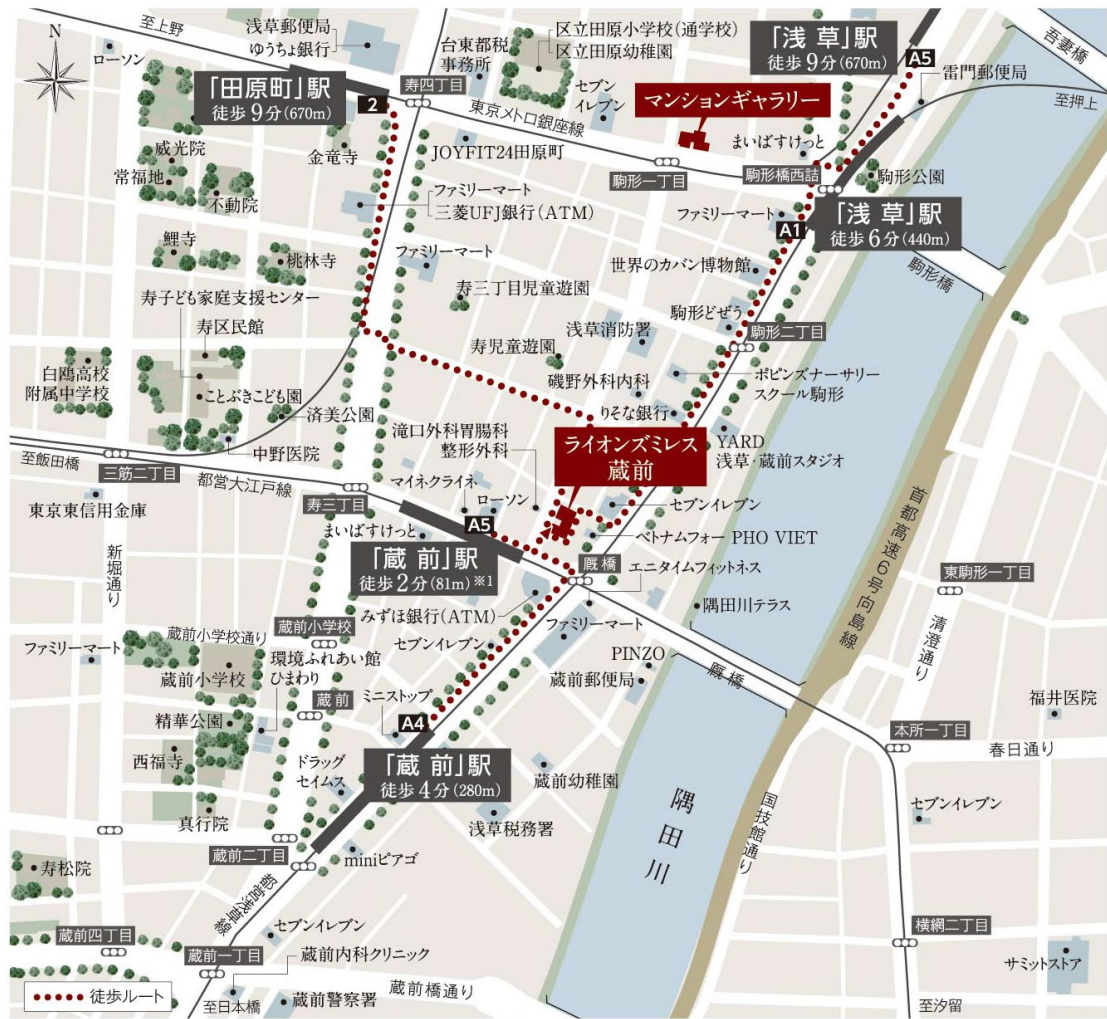 N
至上野
ローソン
浅草郵便局
ゆうちょ銀行
「田原町」駅
徒歩9分(670m)
2
寿四丁目
台東都税
事務所
区立田原小学校(通学校)
区立田原幼稚園
セブン
イレブン
「浅草」駅
徒歩9分(670m)
A5
雷門郵便局
吾妻橋
至押上
マンションギャラリー
東京メトロ銀座線
まいばすけっと
駒形橋西詰
駒形一丁目
駒形公園
JOYFIT24田原町
金竜寺
威光院
常福地
不動院
ファミリーマート
三菱UFJ銀行(ATM)
ファミリーマート
A1
「浅草」駅
徒歩6分(440m)
駒形橋
鯉寺
桃林寺
ファミリーマート
世界のカバン博物館
寿三丁目児童遊園
駒形どぜう
駒形二丁目
浅草消防署
寿子ども家庭支援センター
寿区民館
寿児童遊園
白鴎高校
附属中学校
ことぶきこども園
済美公園
中野医院
磯野外科内科
ポピンズナーサリー
スクール駒形
りそな銀行
YARD
浅草・蔵前スタジオ
滝口外科胃腸科
整形外科
ライオンズミレス
蔵前
至飯田橋
三筋二丁目
都営大江戸線
寿三丁目
マイネクライネ
ローソン
セブンイレブン
東京東信用金庫
まいばすけっと
A5
「蔵前」駅
徒歩2分(81m)※1
ベトナムフォー PHO VIET
厩橋
エニタイムフィットネス
新堀通り
みずほ銀行(ATM)
隅田川テラス
首都高速6号向島線
東駒形一丁目
清澄通り
蔵前小学校通り
蔵前小学校
セブンイレブン
ファミリーマート
ファミリーマート
蔵前小学校
環境ふれあい館
ひまわり
PINZO
蔵前郵便局
厩橋
福井医院
精華公園
蔵前
ミニストップ
A4
本所一丁目
春日通り
西福寺
「蔵前」駅
徒歩4分(280m)
ドラッグ
セイムス
蔵前幼稚園
隅田川
国技館通り
セブンイレブン
真行院
浅草税務署
蔵前二丁目
miniピアゴ
寿松院
都営浅草線
セブンイレブン
蔵前四丁目
蔵前一丁目
蔵前内科クリニック
横網二丁目
サミットストア
徒歩ルート
至日本橋
蔵前警察署
蔵前橋通り
至汐留